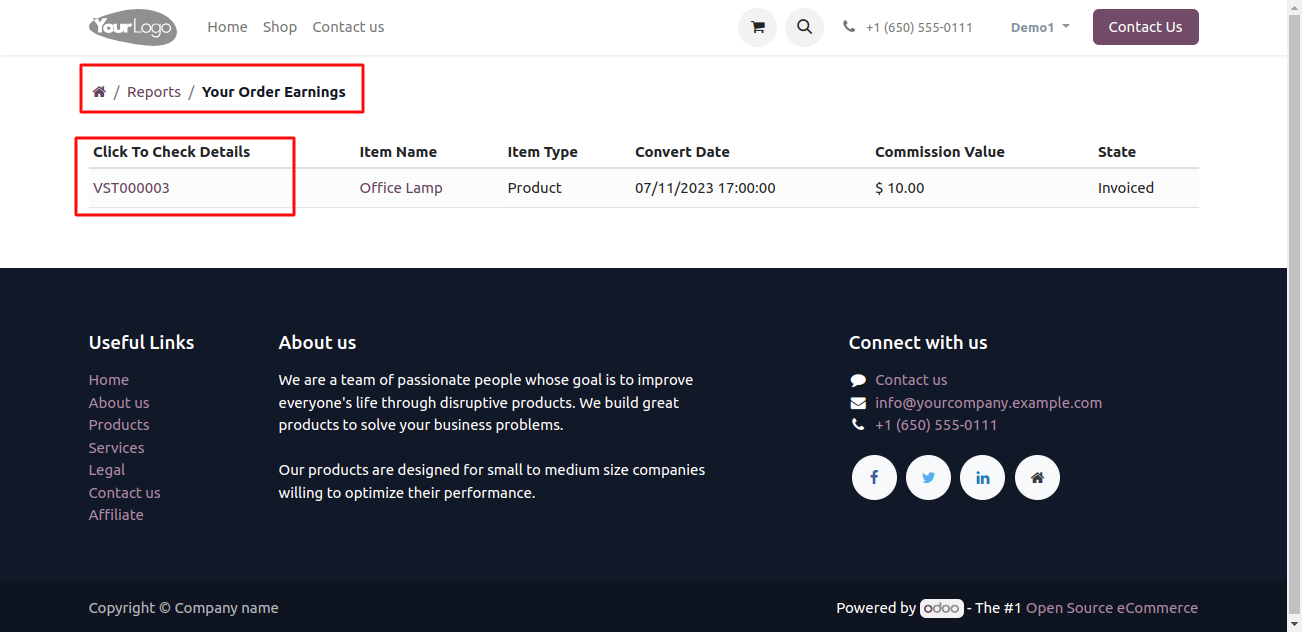 YourLogo Home Shop Contact us +1 (650) 555-0111 Demo1 Contact Us
/ Reports / Your Order Earnings
Click To Check Details Item Name Item Type Convert Date Commission Value State
VST000003 Office Lamp Product 07/11/2023 17:00:00 $ 10.00 Invoiced
Useful Links
Home
About us
Products
Services
Legal
Contact us
Affiliate
About us
We are a team of passionate people whose goal is to improve
everyone's life through disruptive products. We build great
products to solve your business problems.
Our products are designed for small to medium size companies
willing to optimize their performance.
Connect with us
Contact us
info@yourcompany.example.com
+1 (650) 555-0111
Copyright © Company name
Powered by odoo - The #1 Open Source eCommerce